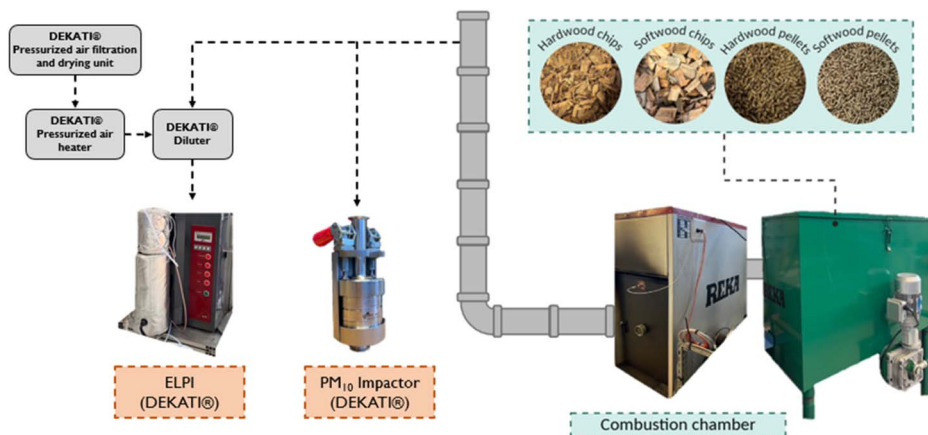 DEKATI®
Pressurized air filtration
and drying unit
DEKATI®
Pressurized air
heater
DEKATI®
Diluter
Hardwood chips
Softwood chips
Hardwood pellets
Softwood pellets
REKA
REKA
ELPI
(DEKATI®)
PM₁₀ Impactor
(DEKATI®)
Combustion chamber